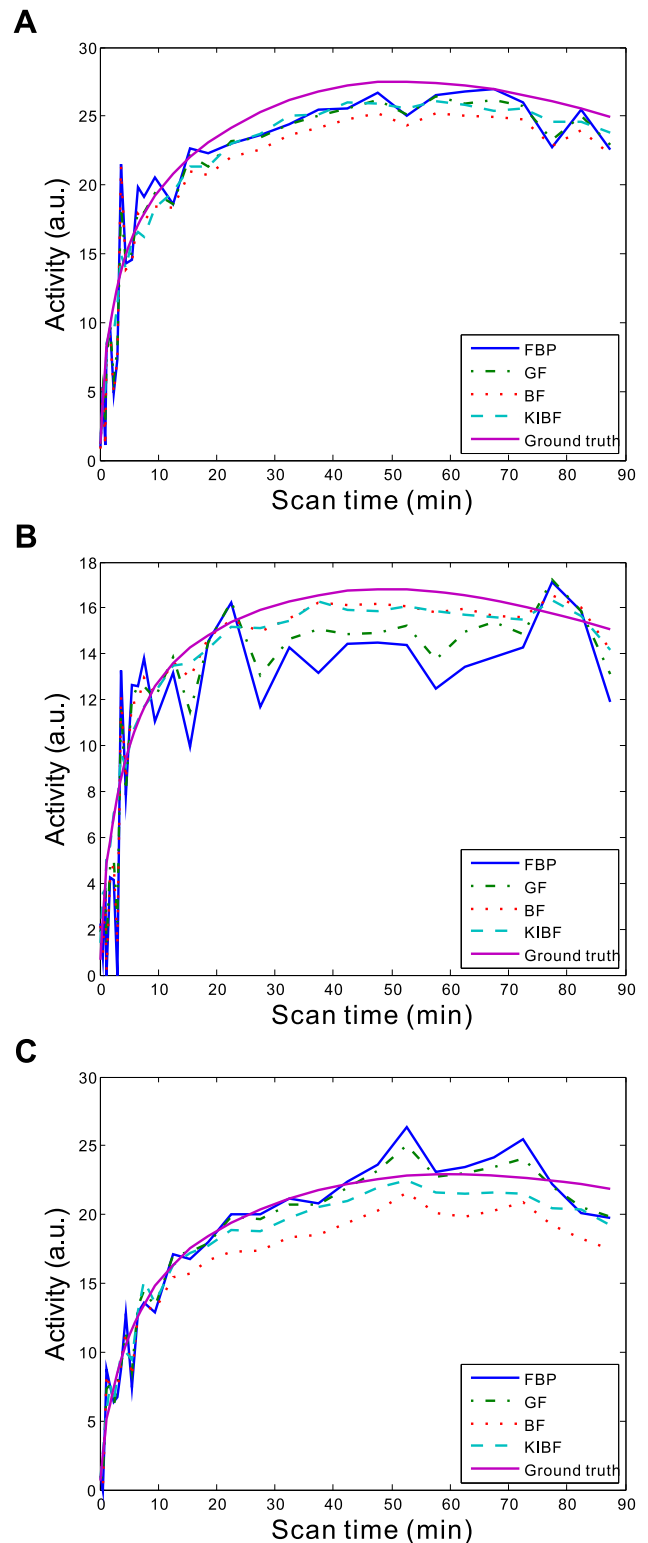 A
30
25
20
15
10
5
0
Activity (a.u.)
FBP
GF
BF
KIBF
Ground truth
0 10 20 30 40 50 60 70 80 90
Scan time (min)
B
18
16
14
12
10
8
6
4
2
0
Activity (a.u.)
FBP
GF
BF
KIBF
Ground truth
0 10 20 30 40 50 60 70 80 90
Scan time (min)
C
30
25
20
15
10
5
0
Activity (a.u.)
FBP
GF
BF
KIBF
Ground truth
0 10 20 30 40 50 60 70 80 90
Scan time (min)